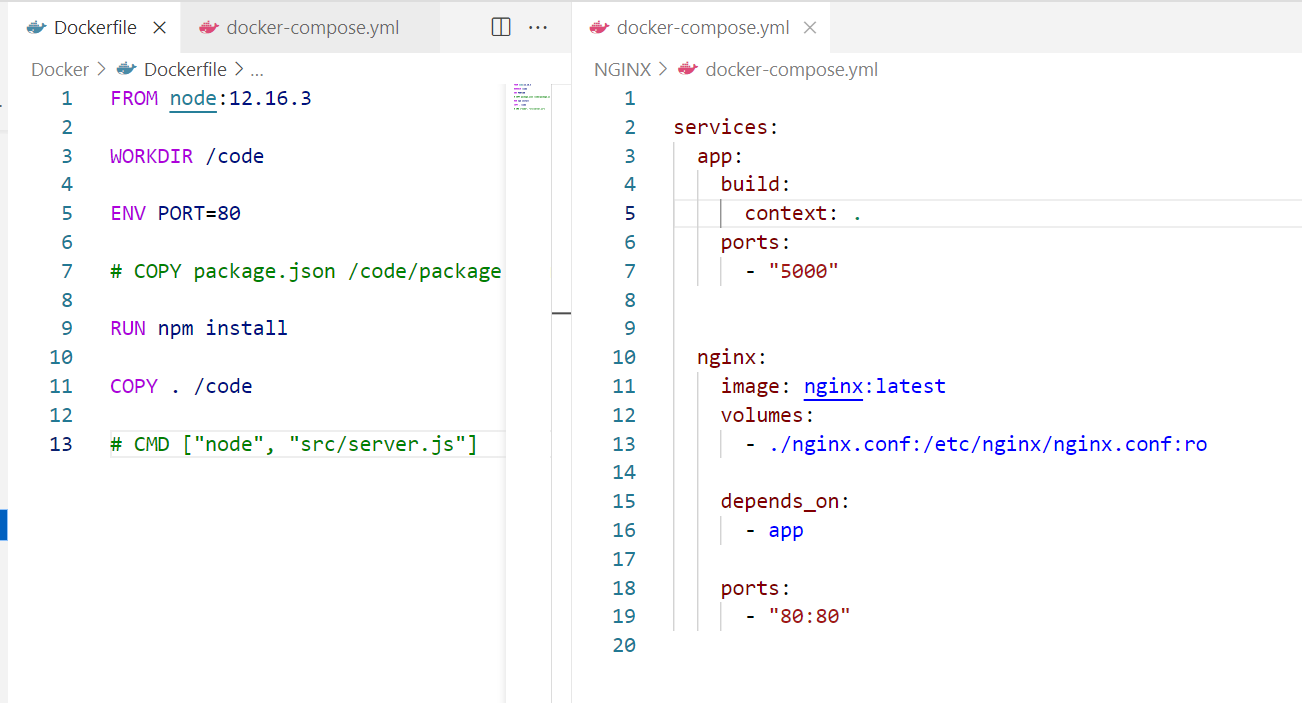 Dockerfile
docker-compose.yml
Docker > Dockerfile > ...
1 FROM node:12.16.3
2
3 WORKDIR /code
4
5 ENV PORT=80
6
7 # COPY package.json /code/package
8
9 RUN npm install
10
11 COPY . /code
12
13 # CMD ["node", "src/server.js"]
docker-compose.yml
NGINX > docker-compose.yml
1
2 services:
3   app:
4     build:
5       context: .
6     ports:
7       - "5000"
8
9
10   nginx:
11     image: nginx:latest
12     volumes:
13       - ./nginx.conf:/etc/nginx/nginx.conf:ro
14
15     depends_on:
16       - app
17
18     ports:
19       - "80:80"
20